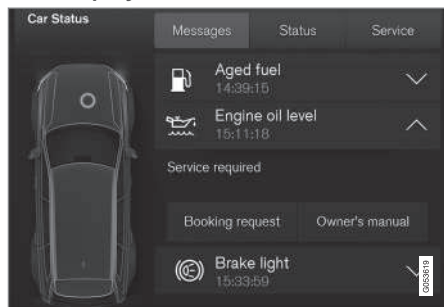 Car Status
Messages Status Service
Aged fuel
14:39:15
Engine oil level
15:11:18
Service required
Booking request Owner's manual
Brake light
15:33:59
G053619